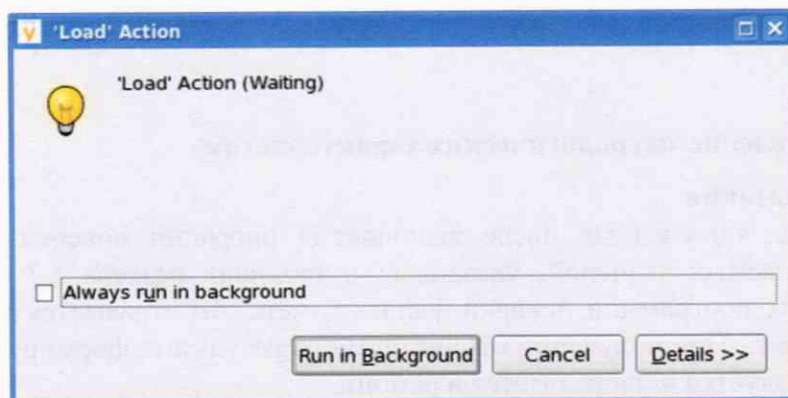 'Load' Action
'Load' Action (Waiting)
Always run in background
Run in Background Cancel Details >>